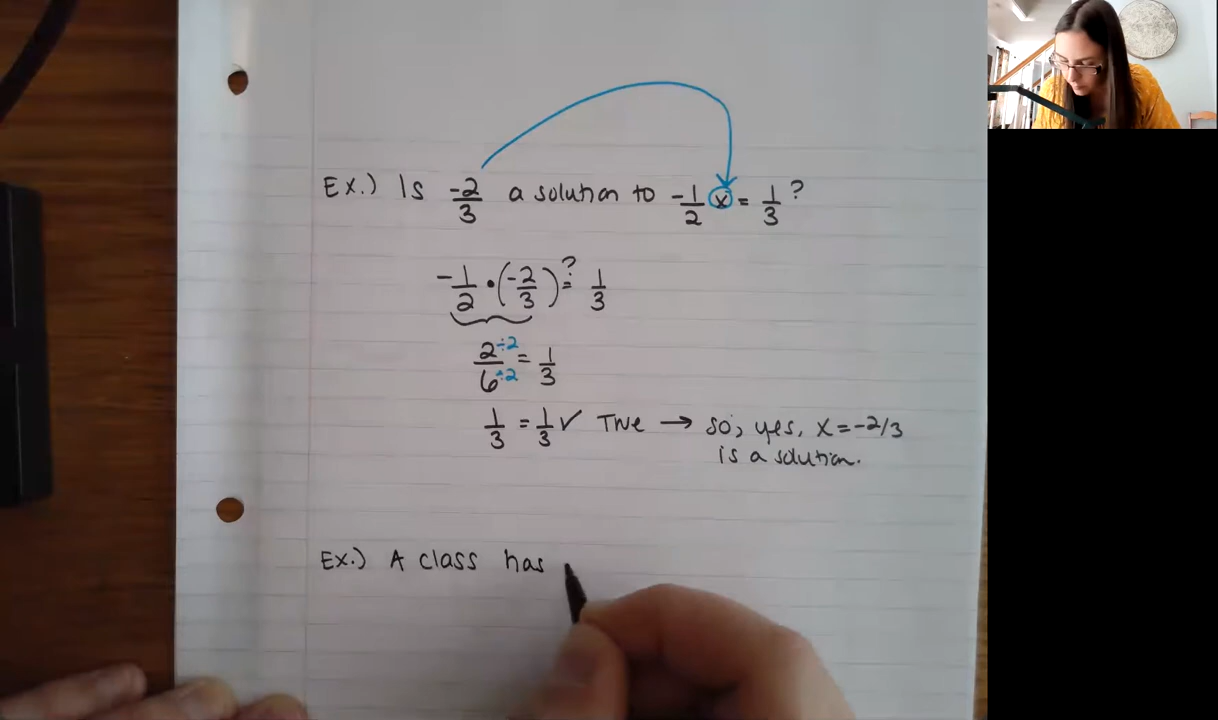 Ex.) Is -2/3 a solution to -1/2 x = 1/3 ?
-1/2 · (-2/3) ?= 1/3
2÷2/6÷2 = 1/3
1/3 = 1/3 ✓ True → so, yes, x = -2/3
is a solution.
Ex.) A class has